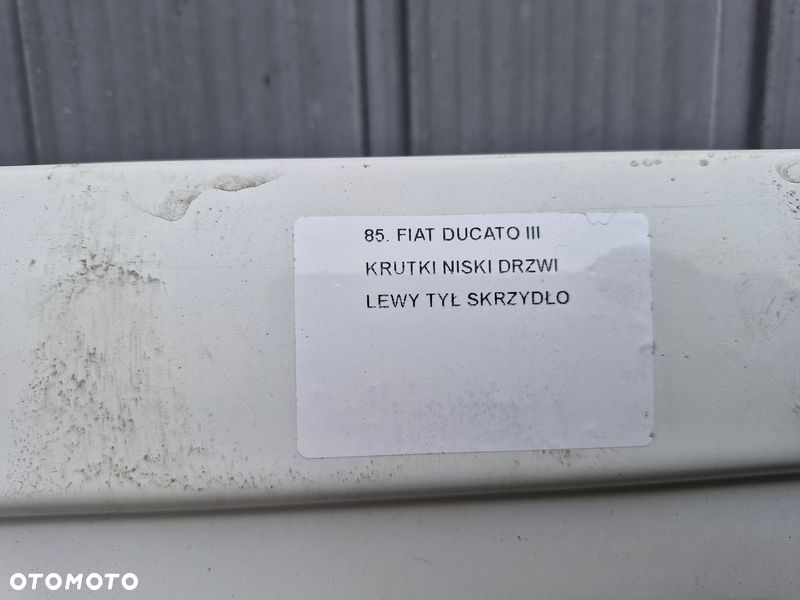 85. FIAT DUCATO III
KRUTKI NISKI DRZWI
LEWY TYŁ SKRZYDŁO
OTOMOTO